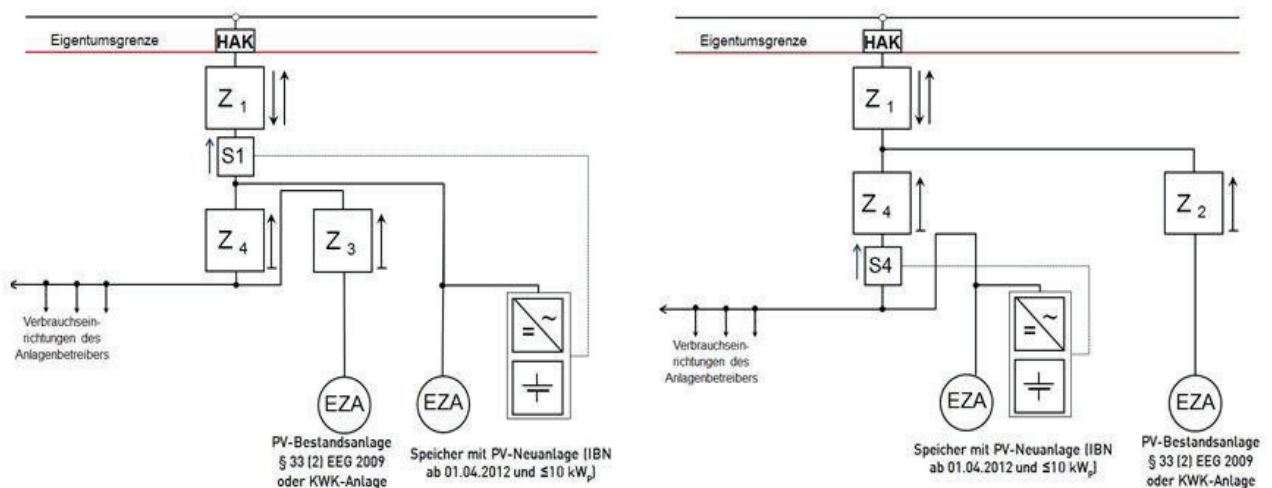 Eigentumsgrenze
HAK
Z 1
S1
Z 4
Z 3
Verbrauchsein-
richtungen des
Anlagenbetreibers
= ~
EZA
EZA
PV-Bestandsanlage
§ 33 (2) EEG 2009
oder KWK-Anlage
Speicher mit PV-Neuanlage (IBN
ab 01.04.2012 und ≤10 kWp)
Eigentumsgrenze
HAK
Z 1
Z 4
Z 2
S4
Verbrauchsein-
richtungen des
Anlagenbetreibers
= ~
EZA
EZA
Speicher mit PV-Neuanlage (IBN
ab 01.04.2012 und ≤10 kWp)
PV-Bestandsanlage
§ 33 (2) EEG 2009
oder KWK-Anlage